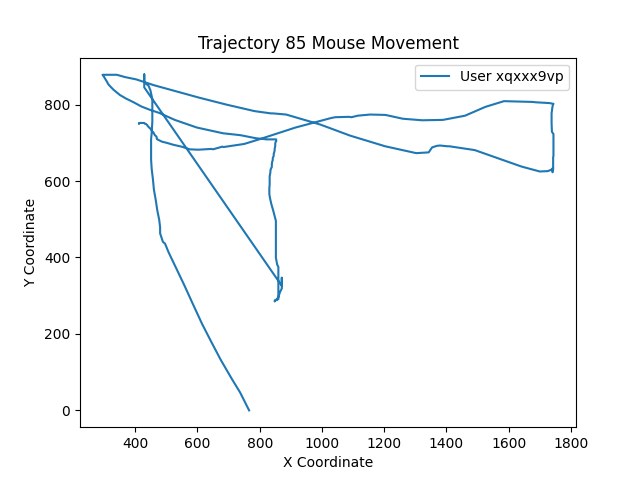 Trajectory 85 Mouse Movement
User xqxxx9vp
Y Coordinate
800
600
400
200
0
400 600 800 1000 1200 1400 1600 1800
X Coordinate